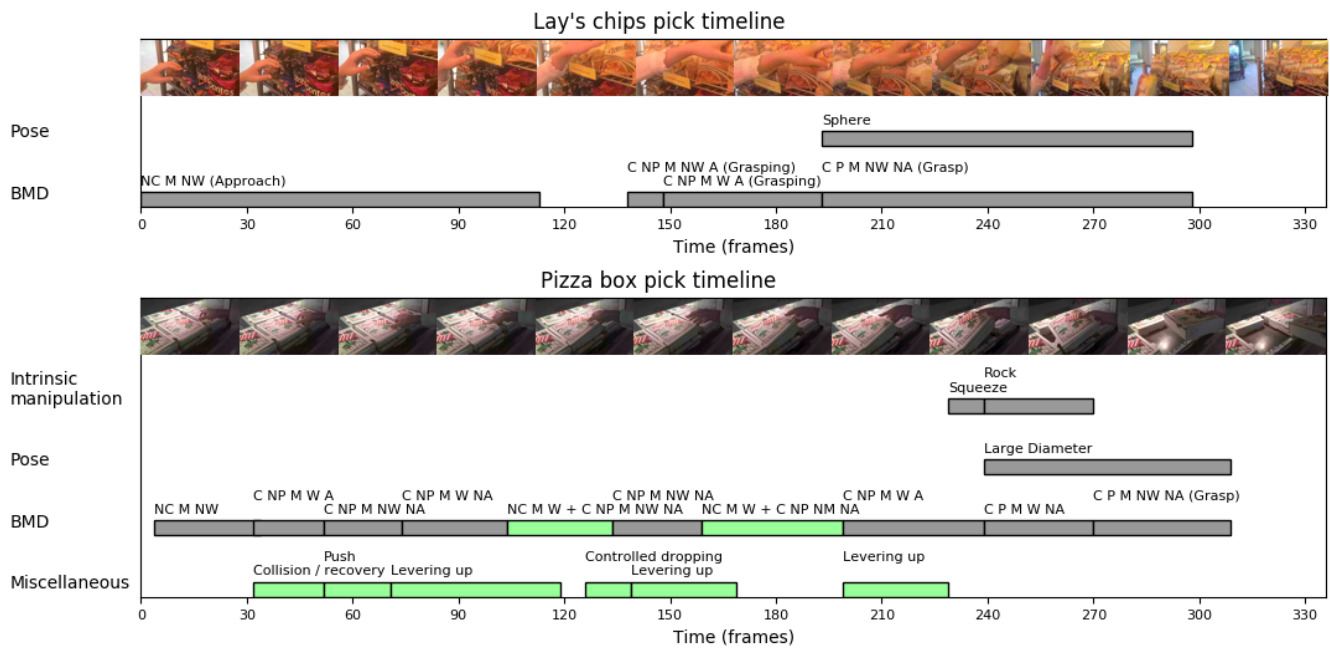 Lay's chips pick timeline
Pose
Sphere
BMD
NC M NW (Approach)
C NP M NW A (Grasping)
C NP M W A (Grasping)
C P M NW NA (Grasp)
0 30 60 90 120 150 180 210 240 270 300 330
Time (frames)
Pizza box pick timeline
Intrinsic
manipulation
Squeeze
Rock
Pose
Large Diameter
BMD
NC M NW
C NP M W A
C NP M NW NA
C NP M W NA
NC M W + C NP M NW NA
C NP M NW NA
NC M W + C NP NM NA
C NP M W A
C P M W NA
C P M NW NA (Grasp)
Miscellaneous
Collision / recovery
Push
Levering up
Controlled dropping
Levering up
Levering up
0 30 60 90 120 150 180 210 240 270 300 330
Time (frames)